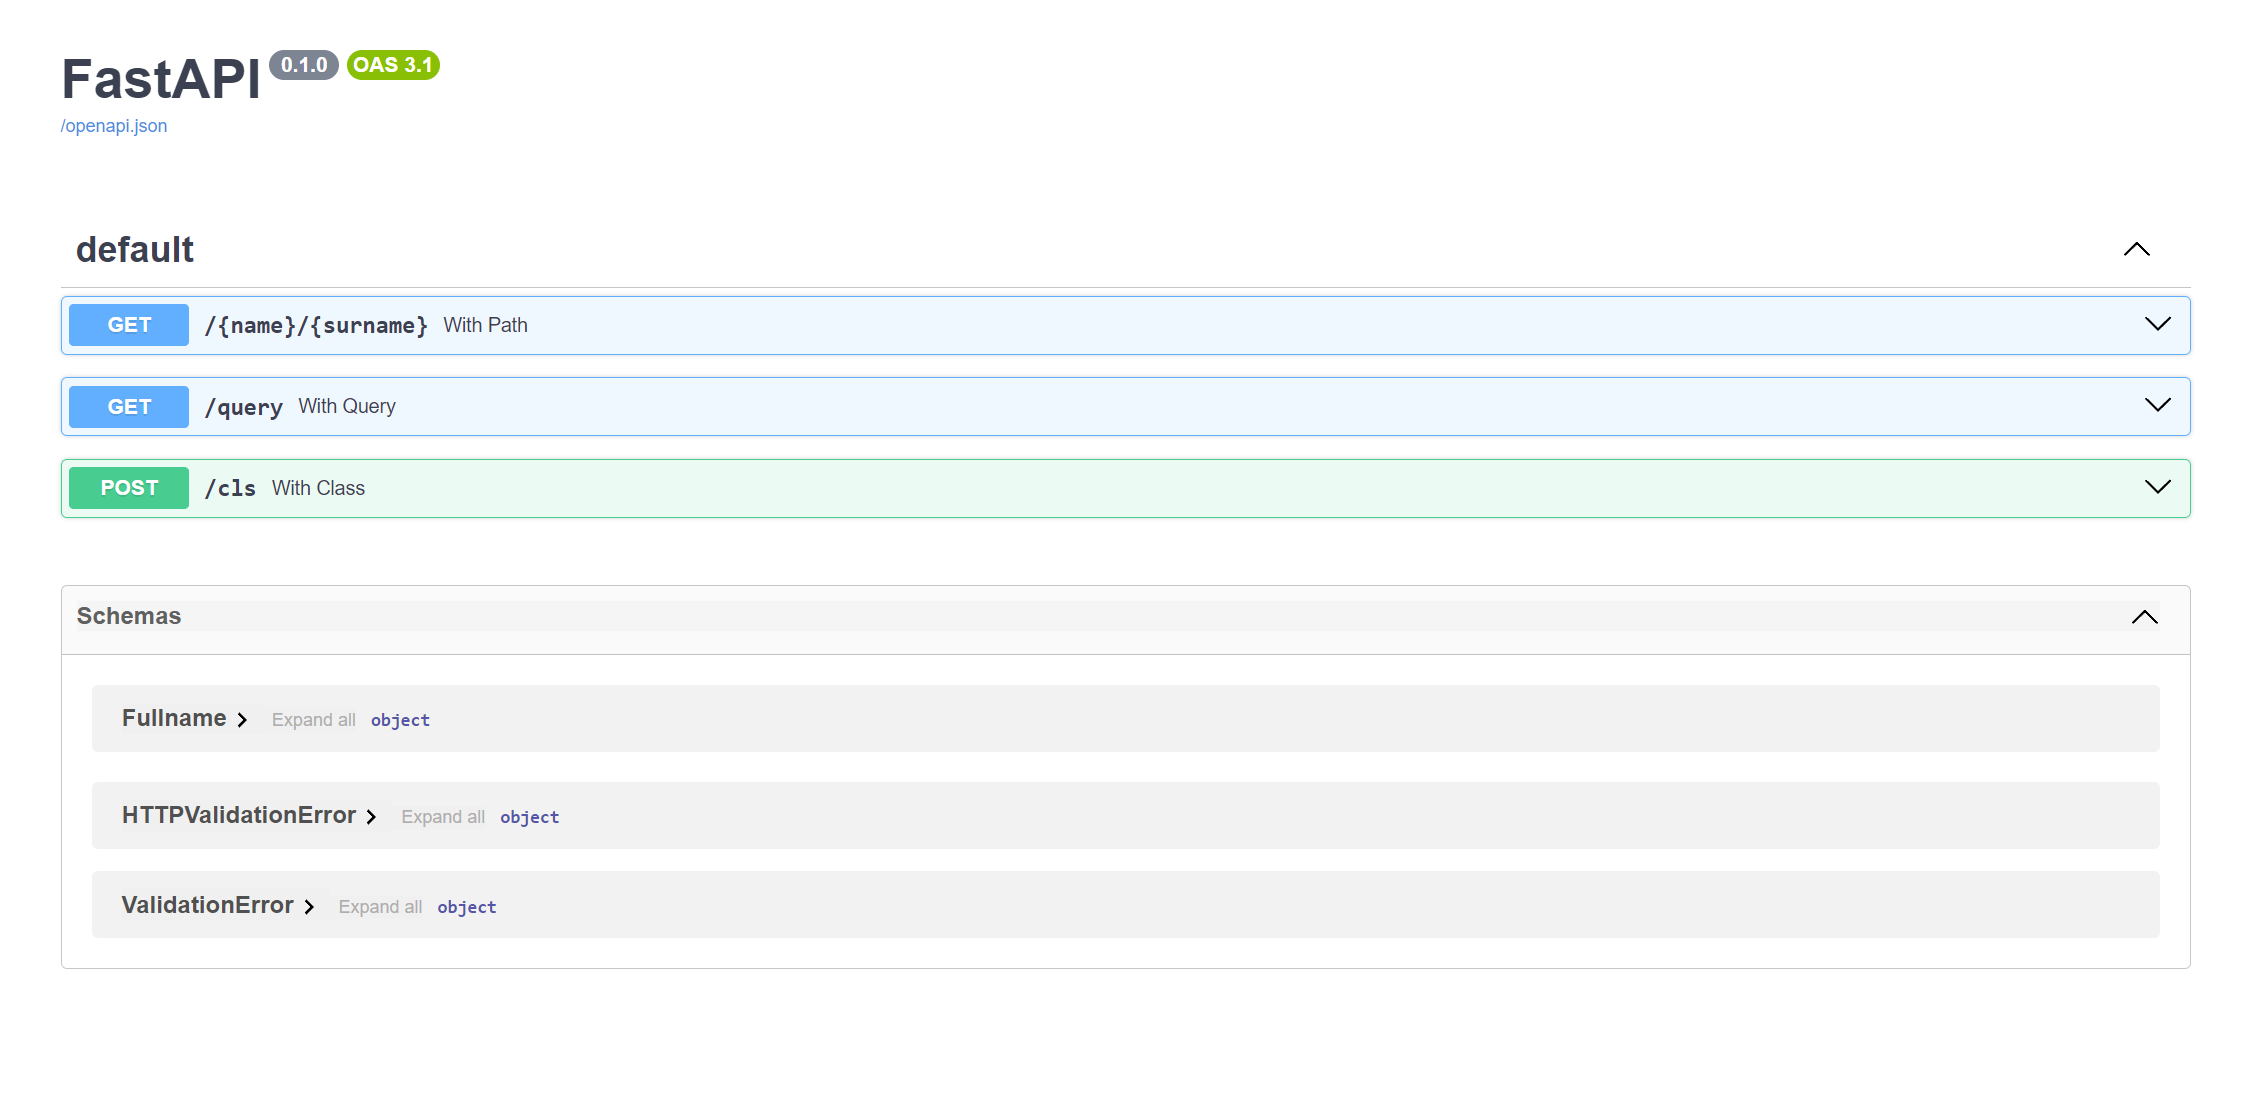 FastAPI 0.1.0 OAS 3.1
/openapi.json
default
GET /{name}/{surname} With Path
GET /query With Query
POST /cls With Class
Schemas
Fullname Expand all object
HTTPValidationError Expand all object
ValidationError Expand all object